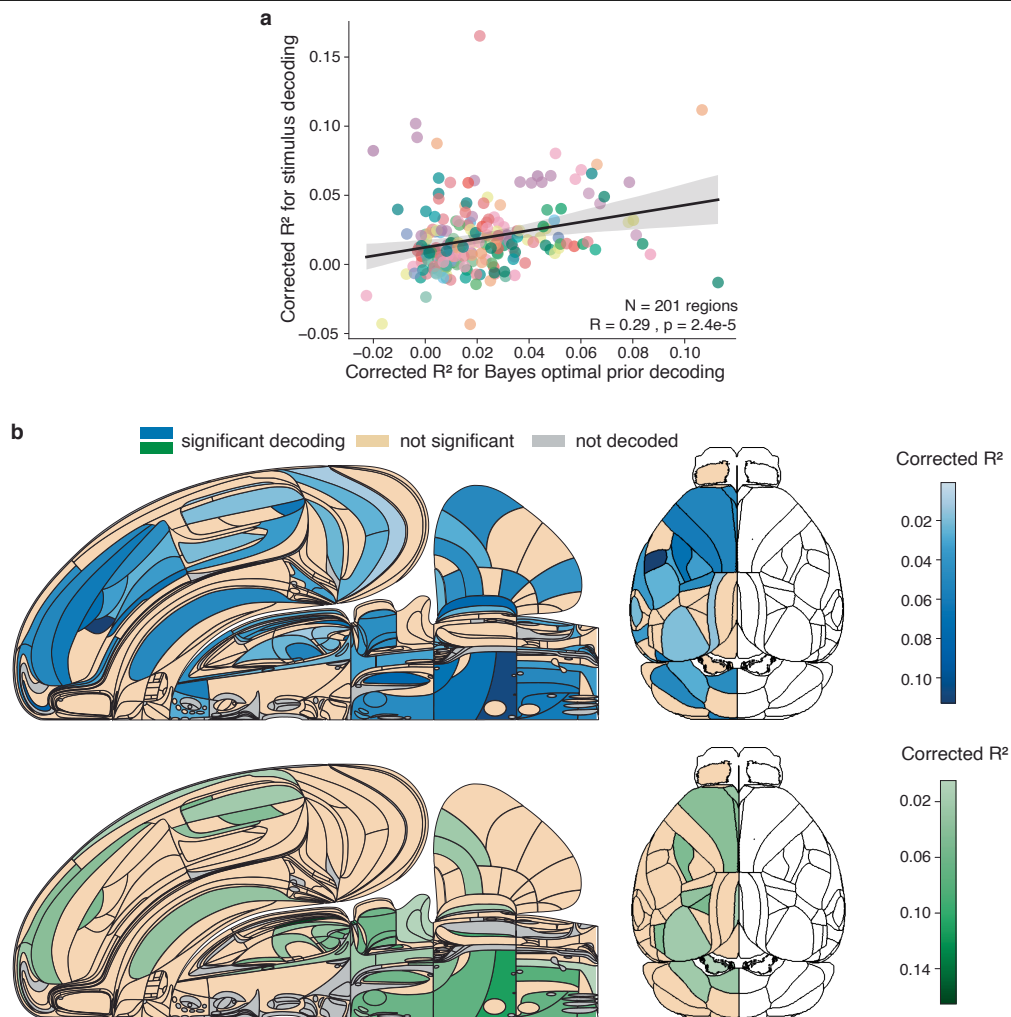 a
Corrected R² for stimulus decoding
0.15
0.10
0.05
0.00
−0.05
N = 201 regions
R = 0.29 , p = 2.4e-5
−0.02 0.00 0.02 0.04 0.06 0.08 0.10
Corrected R² for Bayes optimal prior decoding
b
significant decoding not significant not decoded
Corrected R²
0.02
0.04
0.06
0.08
0.10
Corrected R²
0.02
0.06
0.10
0.14